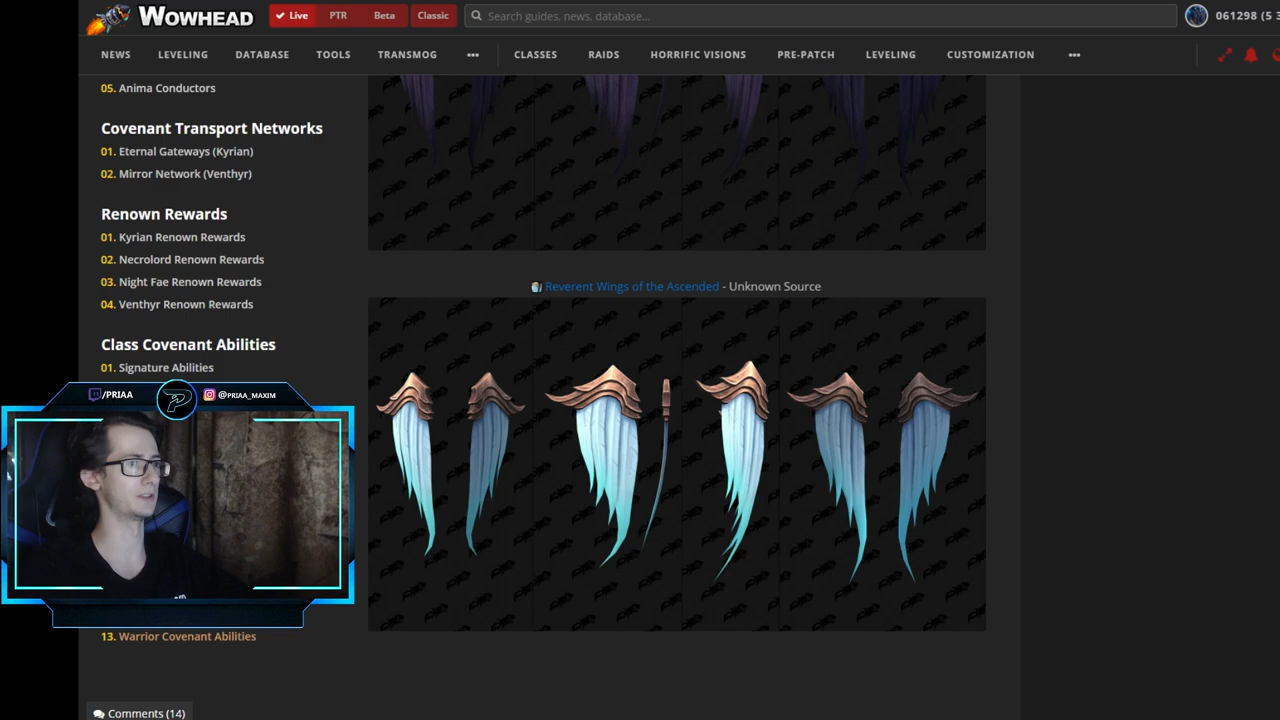 WOWHEAD
Live PTR Beta Classic
Search guides, news, database...
061298 (5 3
NEWS LEVELING DATABASE TOOLS TRANSMOG ••• CLASSES RAIDS HORRIFIC VISIONS PRE-PATCH LEVELING CUSTOMIZATION •••
05. Anima Conductors
Covenant Transport Networks
01. Eternal Gateways (Kyrian)
02. Mirror Network (Venthyr)
Renown Rewards
01. Kyrian Renown Rewards
02. Necrolord Renown Rewards
03. Night Fae Renown Rewards
04. Venthyr Renown Rewards
Class Covenant Abilities
01. Signature Abilities
Reverent Wings of the Ascended - Unknown Source
/PRIAA
@PRIAA_MAXIM
13. Warrior Covenant Abilities
Comments (14)